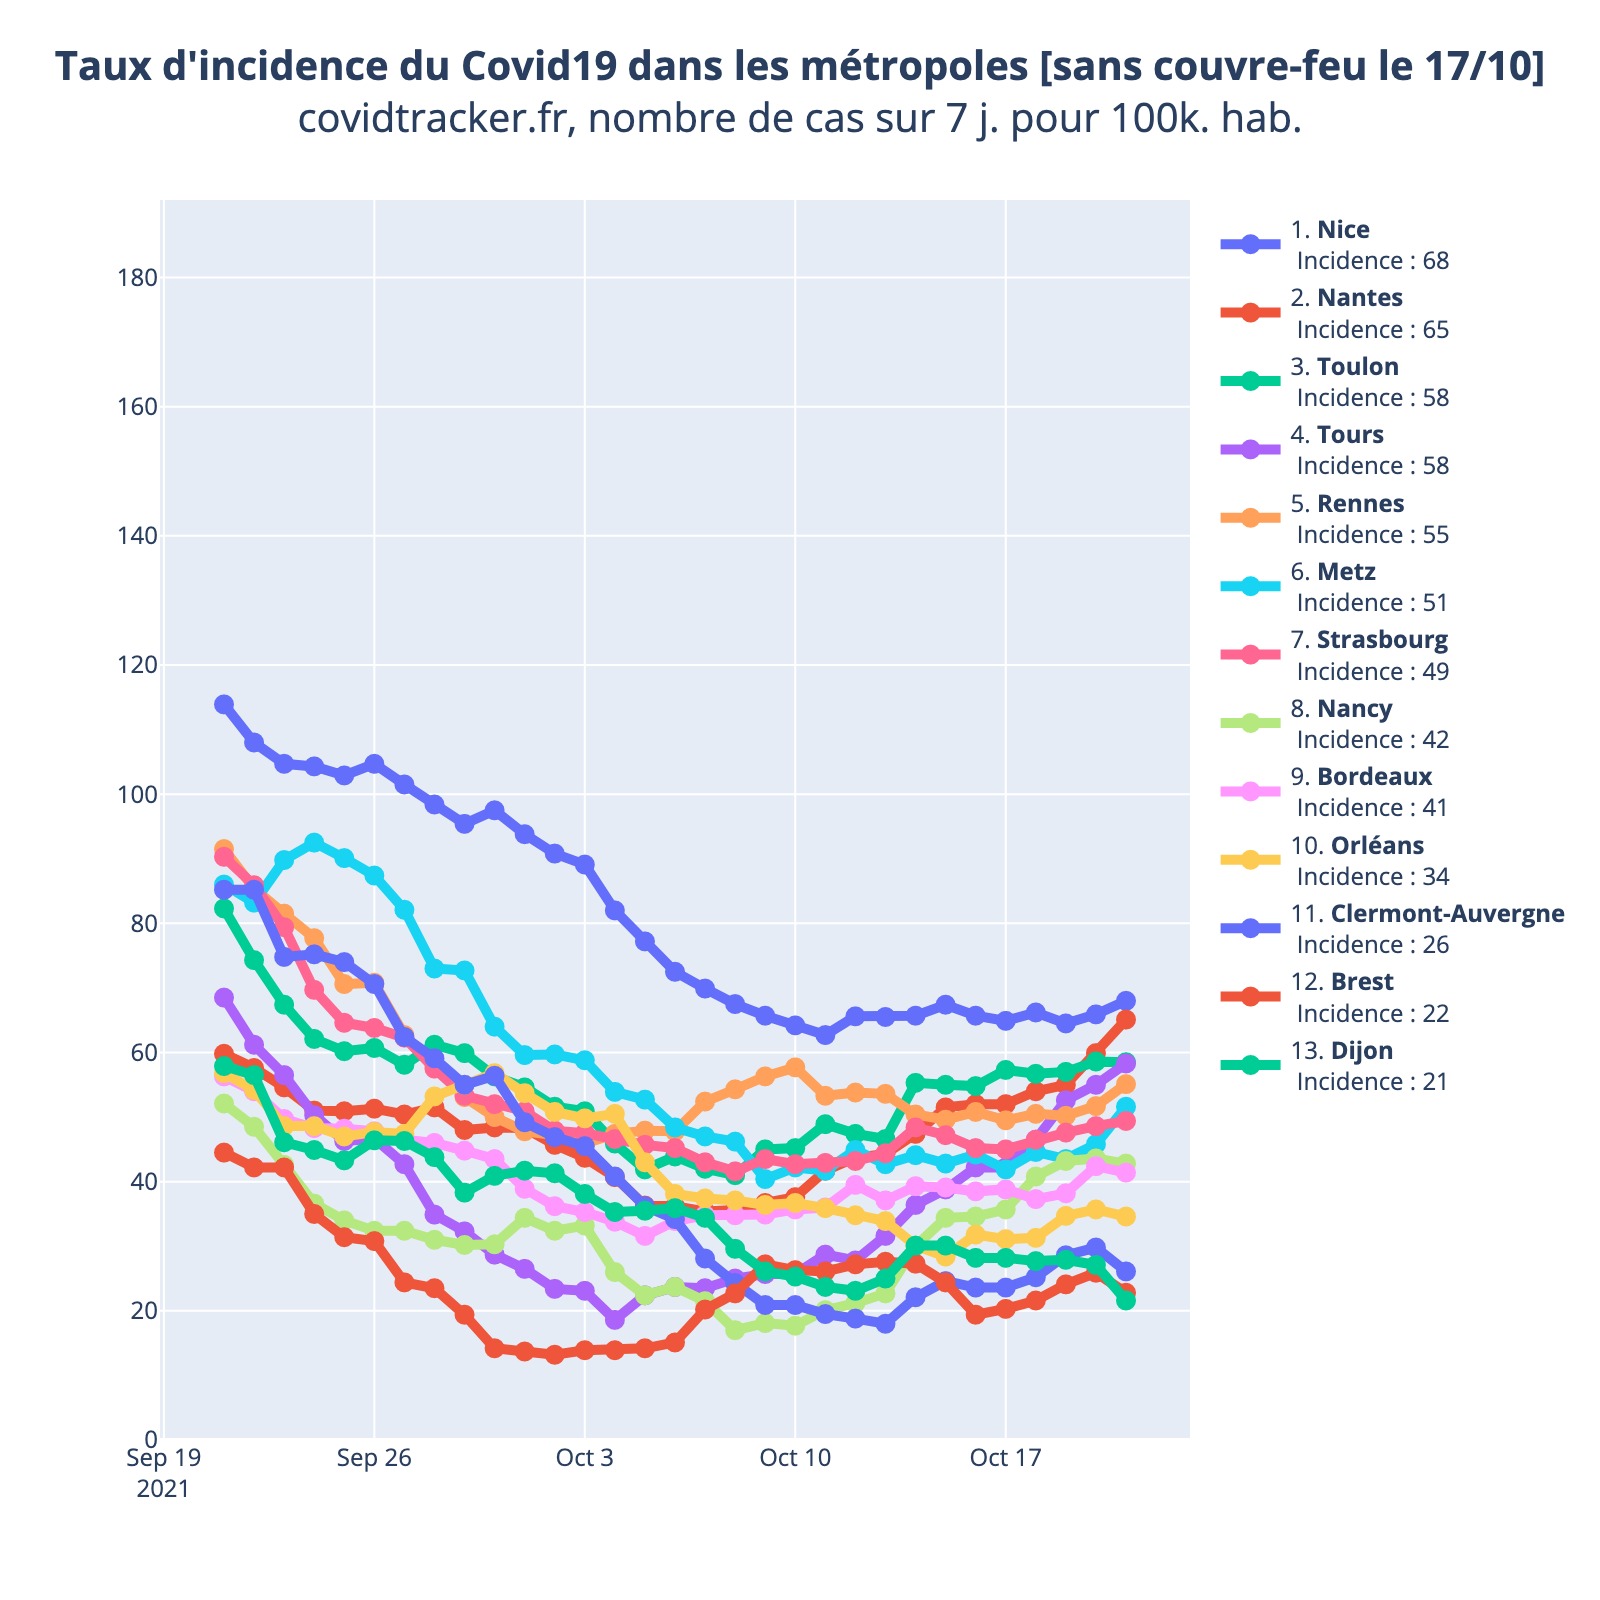 Taux d'incidence du Covid19 dans les métropoles [sans couvre-feu le 17/10]
covidtracker.fr, nombre de cas sur 7 j. pour 100k. hab.
180
160
140
120
100
80
60
40
20
0
Sep 19
2021
Sep 26
Oct 3
Oct 10
Oct 17
1. Nice
Incidence : 68
2. Nantes
Incidence : 65
3. Toulon
Incidence : 58
4. Tours
Incidence : 58
5. Rennes
Incidence : 55
6. Metz
Incidence : 51
7. Strasbourg
Incidence : 49
8. Nancy
Incidence : 42
9. Bordeaux
Incidence : 41
10. Orléans
Incidence : 34
11. Clermont-Auvergne
Incidence : 26
12. Brest
Incidence : 22
13. Dijon
Incidence : 21